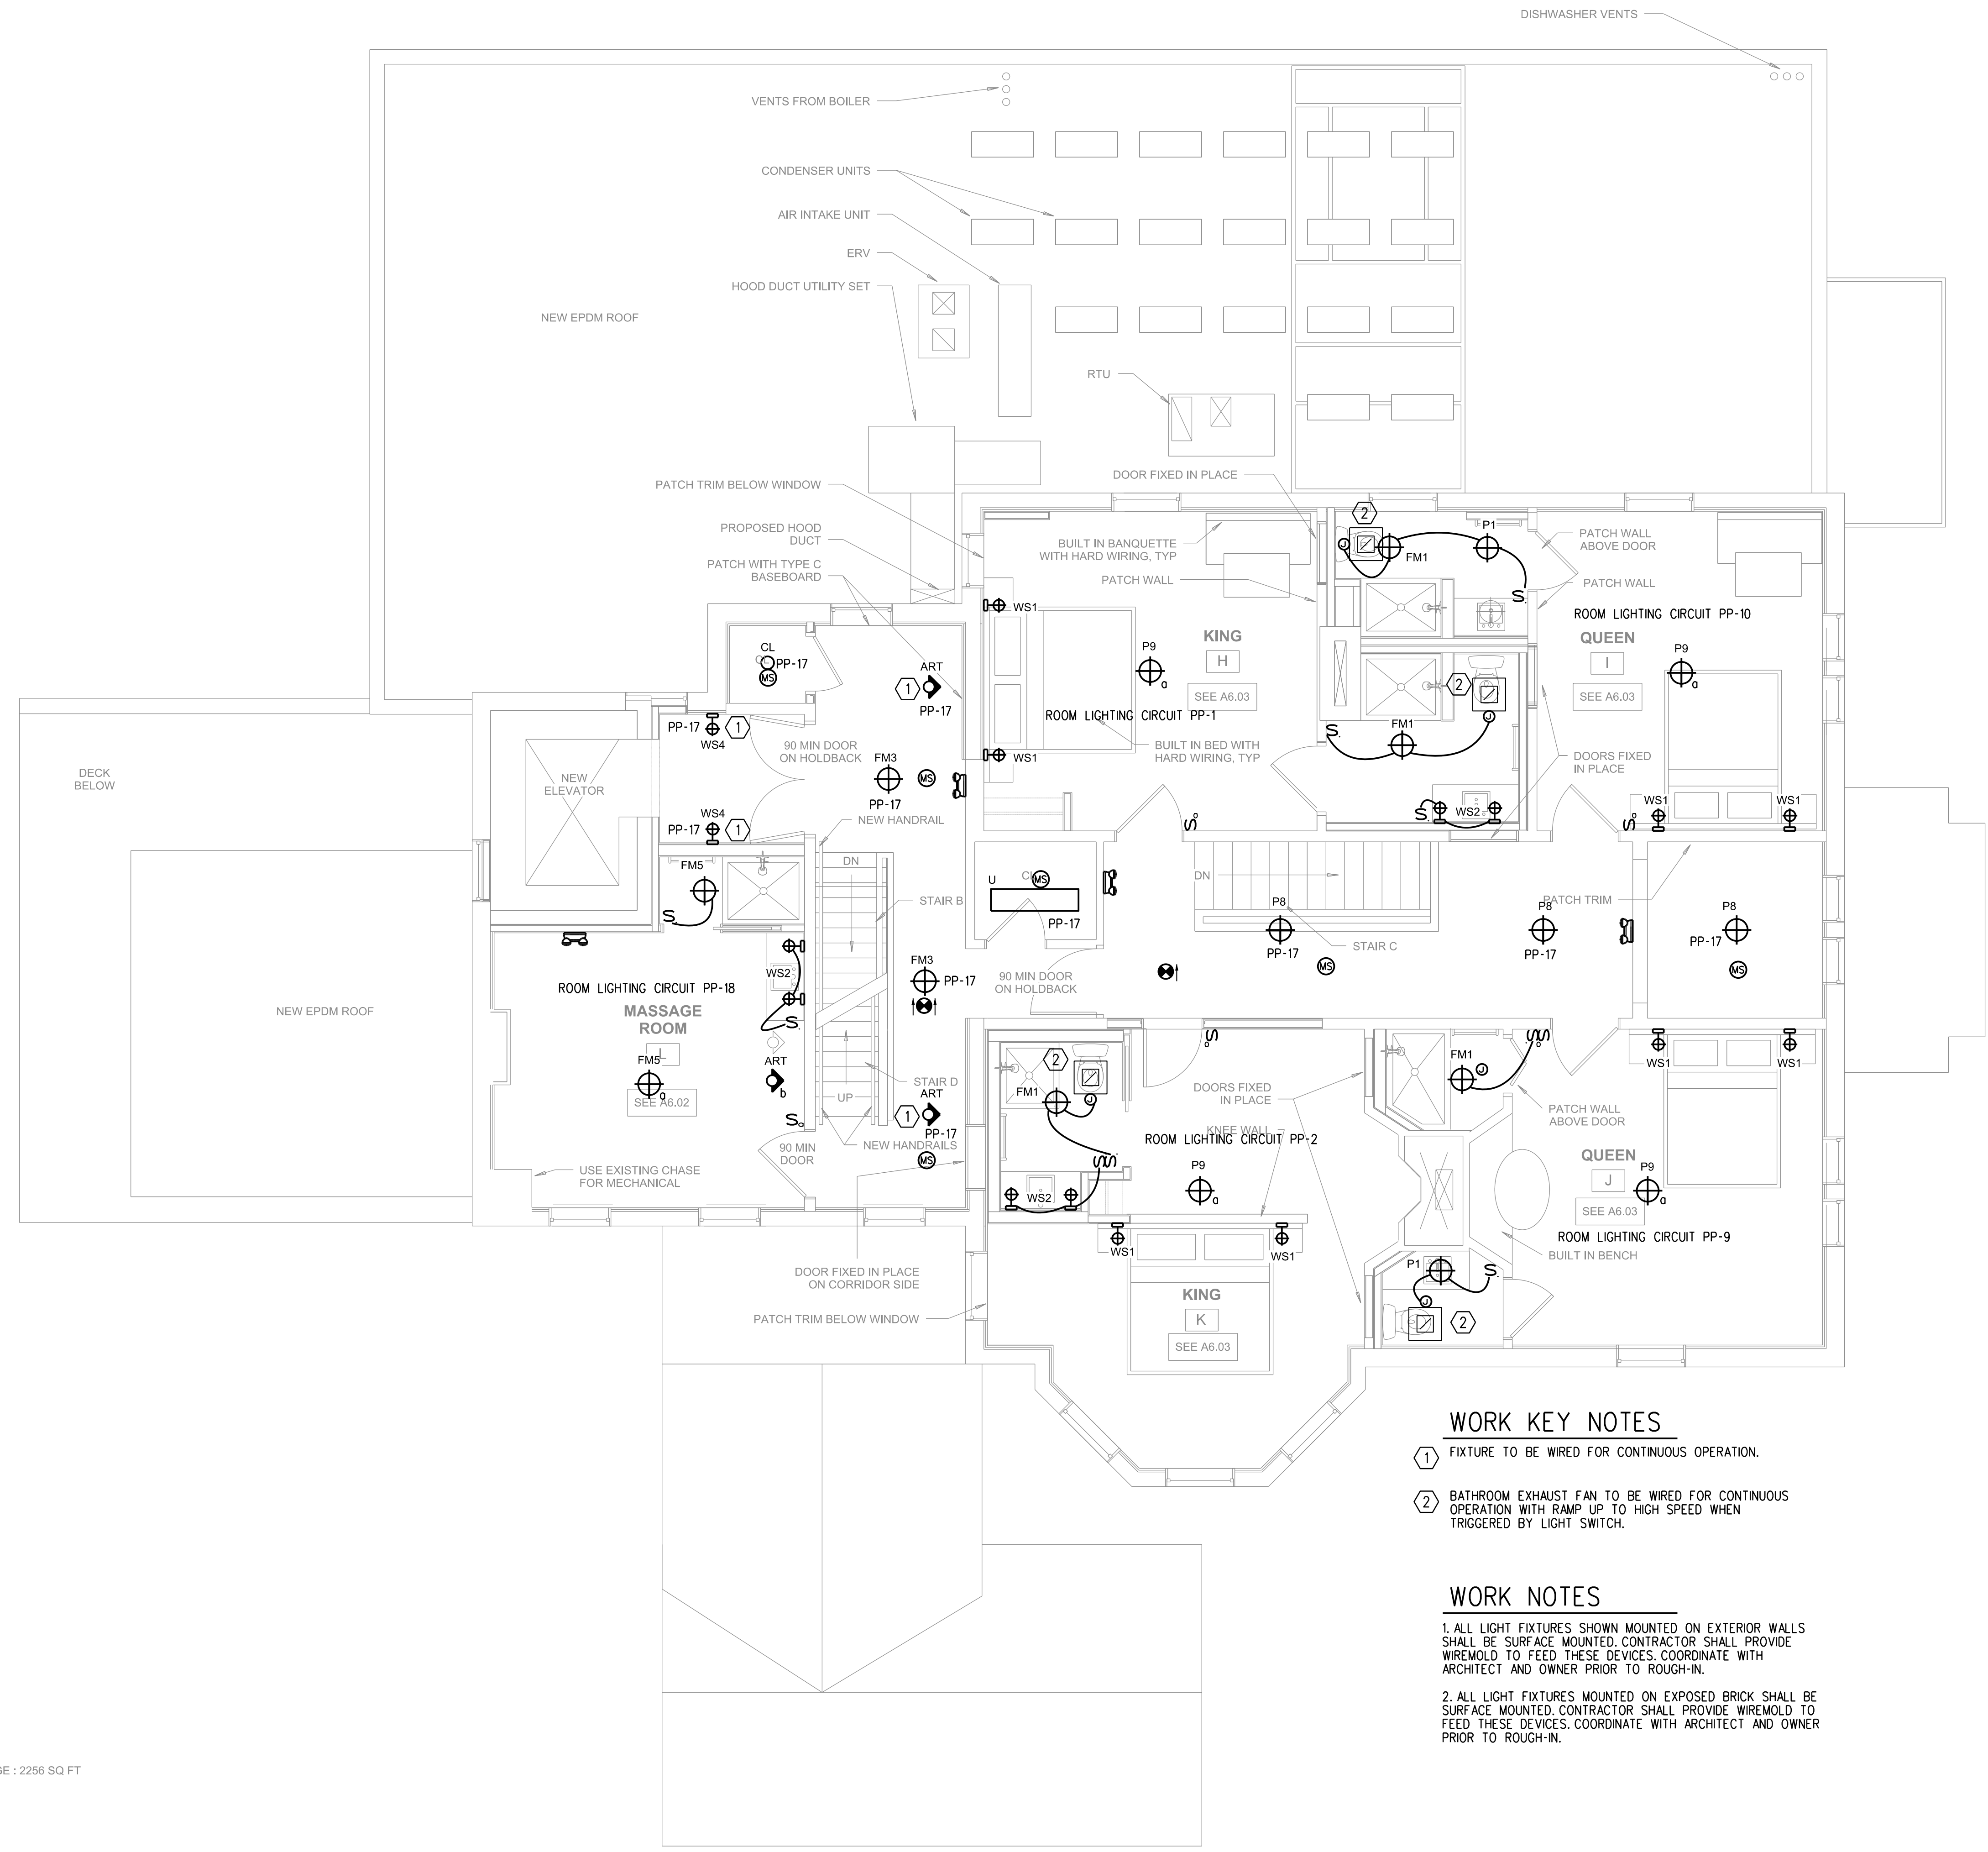 DISHWASHER VENTS
VENTS FROM BOILER
CONDENSER UNITS
AIR INTAKE UNIT
ERV
HOOD DUCT UTILITY SET
NEW EPDM ROOF
RTU
DOOR FIXED IN PLACE
PATCH TRIM BELOW WINDOW
PROPOSED HOOD
DUCT
PATCH WITH TYPE C
BASEBOARD
BUILT IN BANQUETTE
WITH HARD WIRING, TYP
PATCH WALL
2
J
FM1
P1
S
PATCH WALL
ABOVE DOOR
PATCH WALL
ROOM LIGHTING CIRCUIT PP-10
QUEEN
I
SEE A6.03
P9
a
WS1
KING
H
SEE A6.03
P9
a
ROOM LIGHTING CIRCUIT PP-1
BUILT IN BED WITH
HARD WIRING, TYP
WS1
CL
PP-17
MS
ART
1
PP-17
PP-17
1
WS4
90 MIN DOOR
ON HOLDBACK
FM3
MS
PP-17
NEW HANDRAIL
WS4
PP-17
1
NEW
ELEVATOR
DECK
BELOW
2
J
FM1
S
S
WS2
DOORS FIXED
IN PLACE
WS1
WS1
Sa
Sa
FM5
S
DN
STAIR B
U
MS
PP-17
DN
P8
PP-17
STAIR C
MS
PATCH TRIM
P8
PP-17
P8
PP-17
MS
WS2
S
ROOM LIGHTING CIRCUIT PP-18
MASSAGE
ROOM
L
FM5
a
SEE A6.02
ART
b
Sa
FM3
PP-17
90 MIN DOOR
ON HOLDBACK
NEW EPDM ROOF
STAIR D
UP
ART
1
PP-17
NEW HANDRAILS
MS
90 MIN
DOOR
USE EXISTING CHASE
FOR MECHANICAL
2
FM1
J
SS
WS2
Sa
DOORS FIXED
IN PLACE
KNEE WALL
ROOM LIGHTING CIRCUIT PP-2
P9
a
WS1
WS1
KING
K
SEE A6.03
FM1
J
SSa
WS1
WS1
PATCH WALL
ABOVE DOOR
QUEEN
J
P9
a
SEE A6.03
ROOM LIGHTING CIRCUIT PP-9
BUILT IN BENCH
P1
S
J
2
DOOR FIXED IN PLACE
ON CORRIDOR SIDE
PATCH TRIM BELOW WINDOW
WORK KEY NOTES
1 FIXTURE TO BE WIRED FOR CONTINUOUS OPERATION.
2 BATHROOM EXHAUST FAN TO BE WIRED FOR CONTINUOUS
OPERATION WITH RAMP UP TO HIGH SPEED WHEN
TRIGGERED BY LIGHT SWITCH.
WORK NOTES
1. ALL LIGHT FIXTURES SHOWN MOUNTED ON EXTERIOR WALLS
SHALL BE SURFACE MOUNTED. CONTRACTOR SHALL PROVIDE
WIREMOLD TO FEED THESE DEVICES. COORDINATE WITH
ARCHITECT AND OWNER PRIOR TO ROUGH-IN.
2. ALL LIGHT FIXTURES MOUNTED ON EXPOSED BRICK SHALL BE
SURFACE MOUNTED. CONTRACTOR SHALL PROVIDE WIREMOLD TO
FEED THESE DEVICES. COORDINATE WITH ARCHITECT AND OWNER
PRIOR TO ROUGH-IN.
: 2256 SQ FT